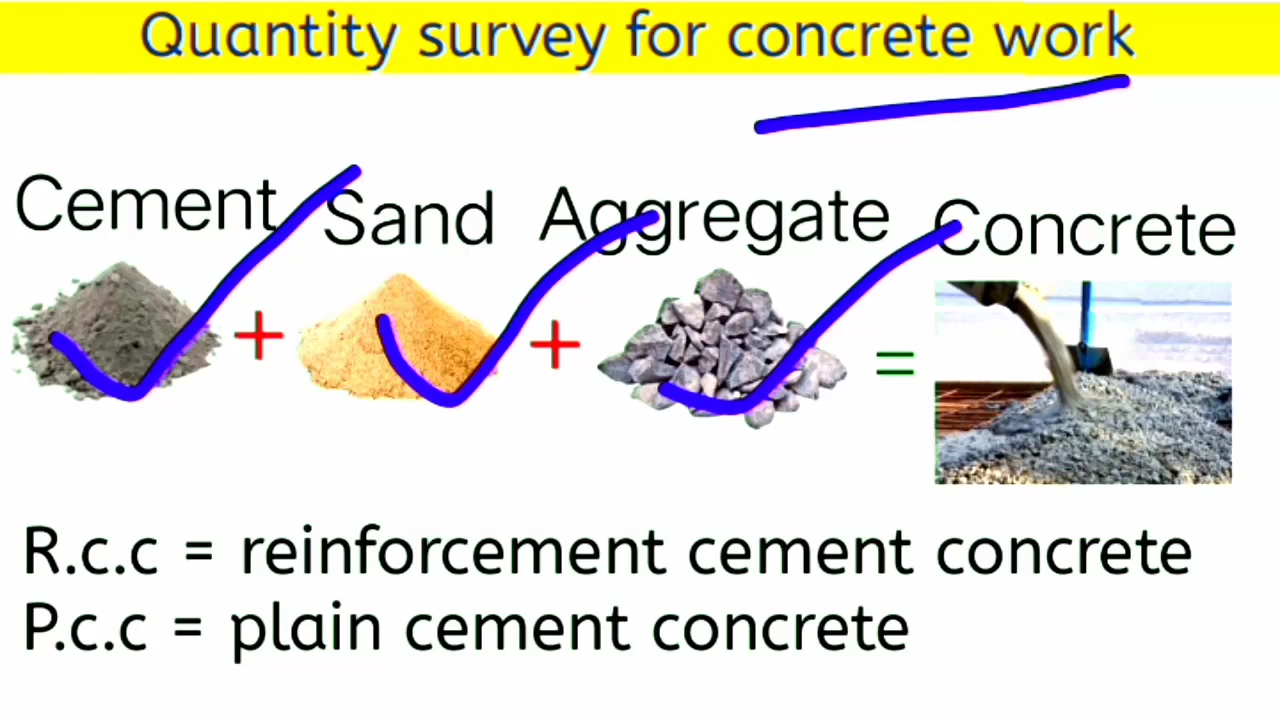 Quantity survey for concrete work
Cement Sand Aggregate Concrete
+ + =
R.c.c = reinforcement cement concrete
P.c.c = plain cement concrete